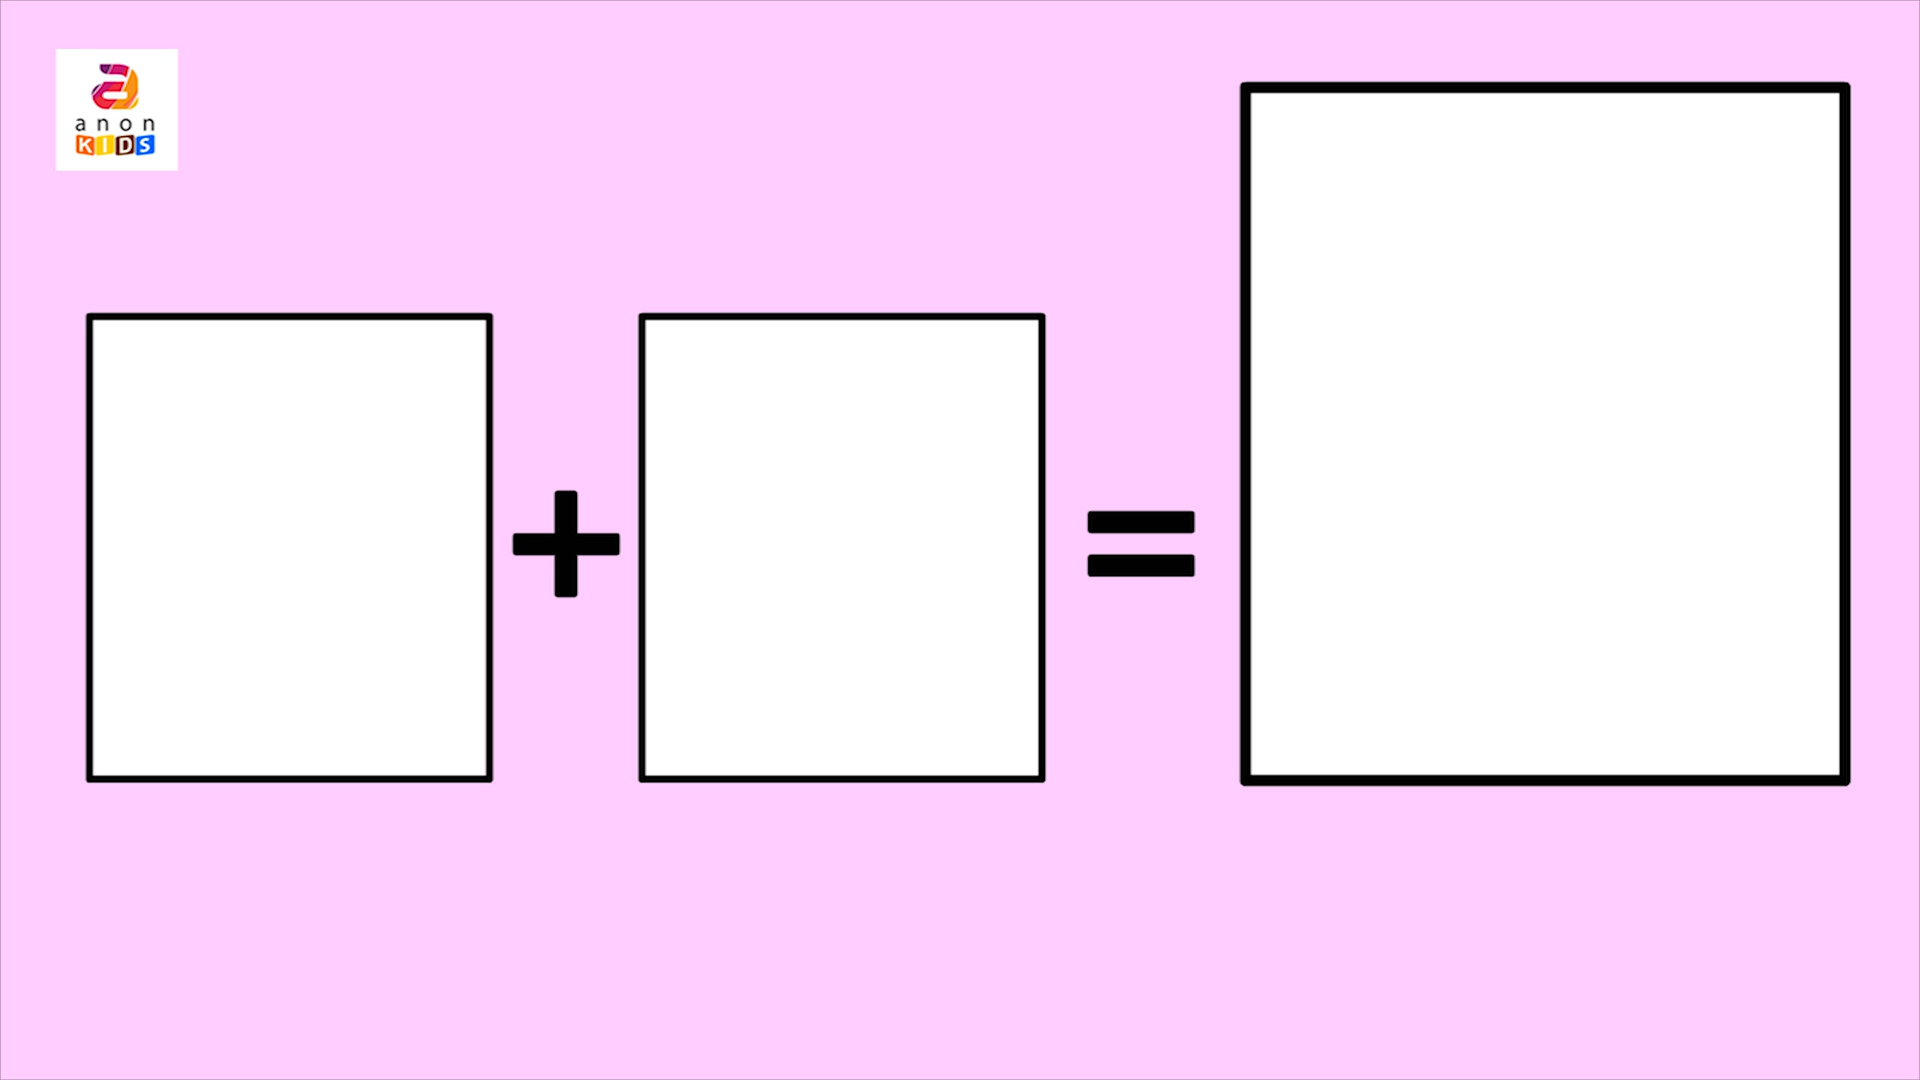 anon
KIDS
+
=